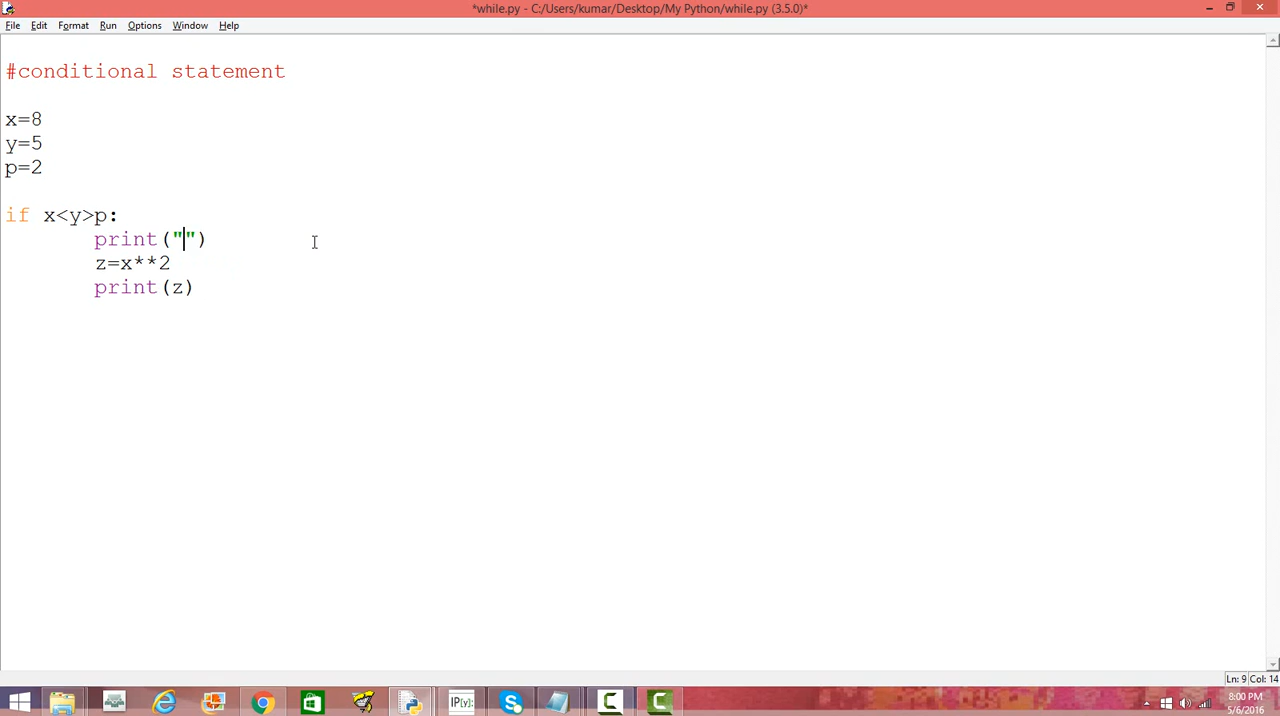 *while.py - C:/Users/kumar/Desktop/My Python/while.py (3.5.0)*
File Edit Format Run Options Window Help
#conditional statement
x=8
y=5
p=2
if x<y>p:
print("")
z=x**2
print(z)
Ln: 9 Col: 14
IP[y]:
8:00 PM
5/6/2016